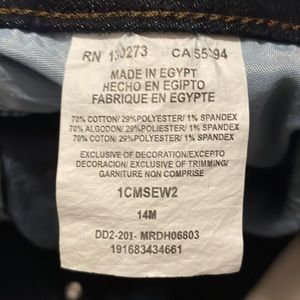 RN 130273 CA 55394
MADE IN EGYPT
HECHO EN EGIPTO
FABRIQUE EN EGYPTE
70% COTTON/ 29%POLYESTER/ 1% SPANDEX
70% ALGODON/ 29%POLIESTER/ 1% SPANDEX
70% COTON/ 29%POLYESTER/ 1% SPANDEX
EXCLUSIVE OF DECORATION/EXCEPTO
DECORACION/ EXCLUSIVE OF TRIMMING/
GARNITURE NON COMPRISE
1CMSEW2
14M
DD2-201- MRDH06803
191683434661